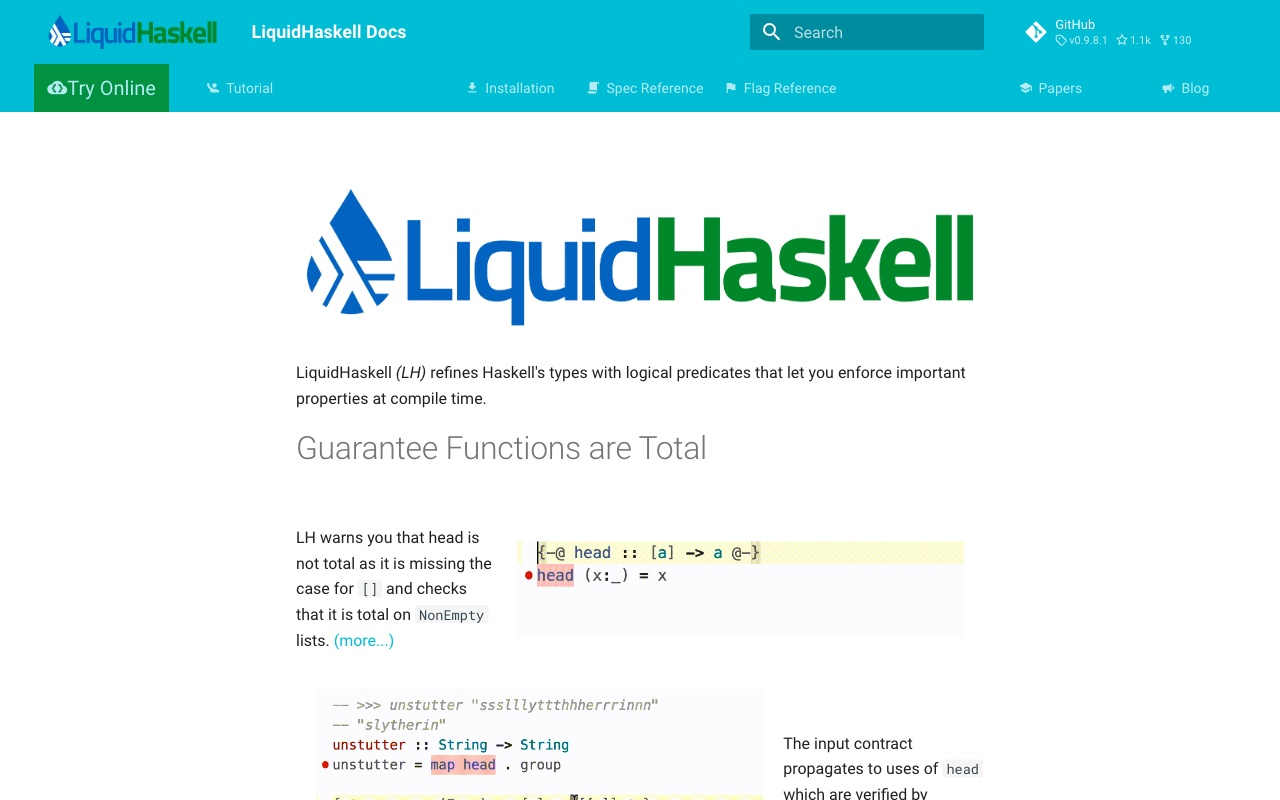 LiquidHaskell
LiquidHaskell Docs
Search
GitHub
v0.9.8.1 1.1k 130
Try Online
Tutorial
Installation
Spec Reference
Flag Reference
Papers
Blog
LiquidHaskell
LiquidHaskell (LH) refines Haskell's types with logical predicates that let you enforce important
properties at compile time.
Guarantee Functions are Total
LH warns you that head is
not total as it is missing the
case for [] and checks
that it is total on NonEmpty
lists. (more...)
{-@ head :: [a] -> a @-}
head (x:_) = x
-- >>> unstutter "ssslllyttthhherrrinnn"
-- "slytherin"
unstutter :: String -> String
unstutter = map head . group
The input contract
propagates to uses of head
which are verified by